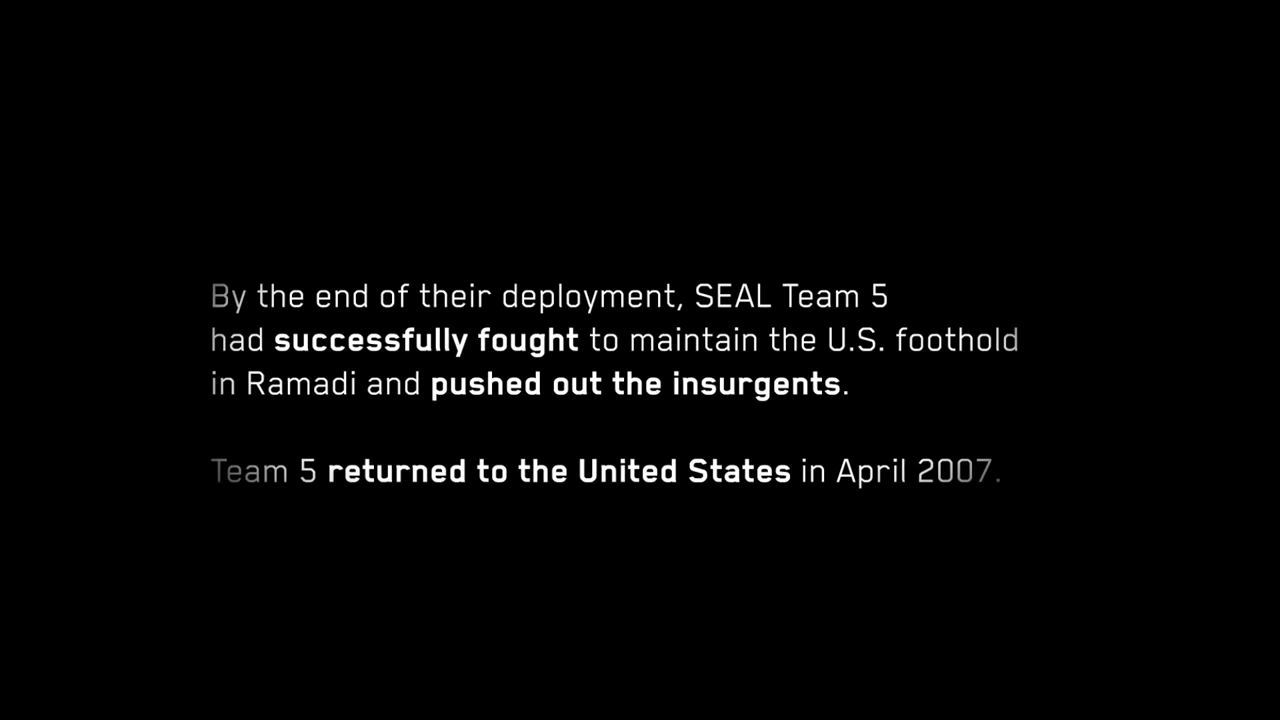 By the end of their deployment, SEAL Team 5
had successfully fought to maintain the U.S. foothold
in Ramadi and pushed out the insurgents.
Team 5 returned to the United States in April 2007.